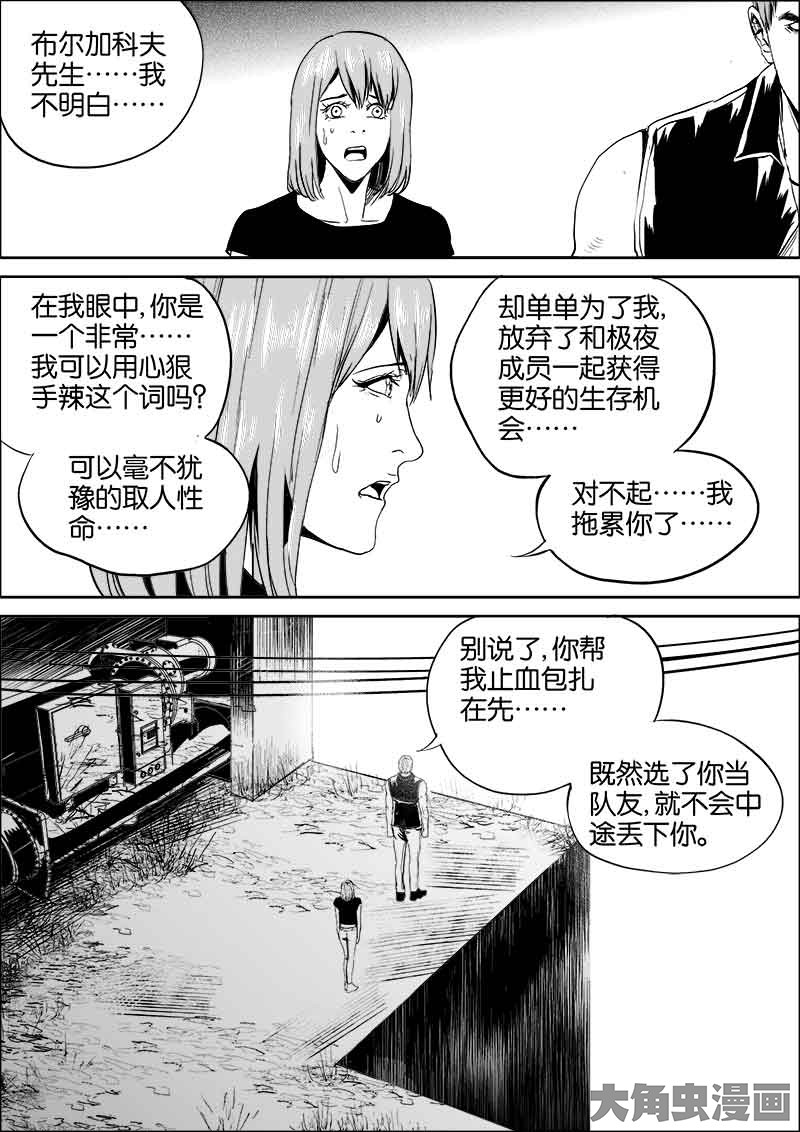 布尔加科夫
先生……我
不明白……
在我眼中,你是
一个非常……
我可以用心狠
手辣这个词吗?
可以毫不犹
豫的取人性
命……
却单单为了我,
放弃了和极夜
成员一起获得
更好的生存机
会……
对不起……我
拖累你了……
别说了,你帮
我止血包扎
在先……
既然选了你当
队友,就不会中
途丢下你。
大角虫漫画